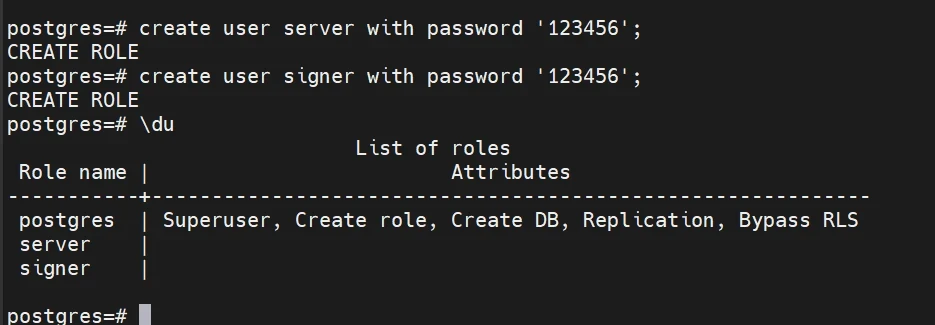 postgres=# create user server with password '123456';
CREATE ROLE
postgres=# create user signer with password '123456';
CREATE ROLE
postgres=# \du
                             List of roles
 Role name |                         Attributes
-----------+------------------------------------------------------------
 postgres  | Superuser, Create role, Create DB, Replication, Bypass RLS
 server    |
 signer    |

postgres=#